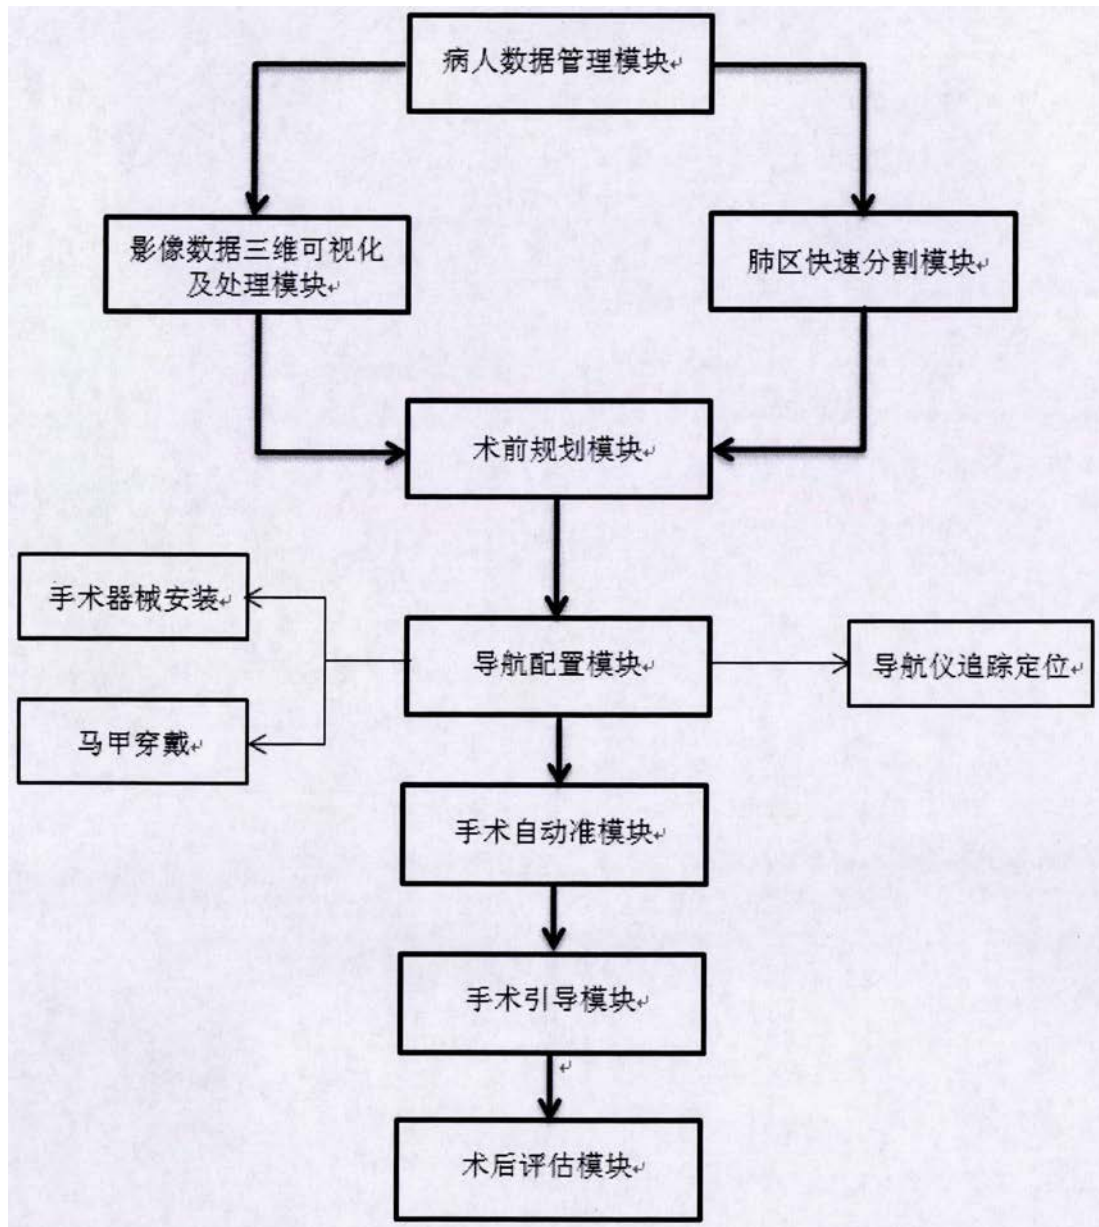 病人数据管理模块
影像数据三维可视化
及处理模块
肺区快速分割模块
术前规划模块
手术器械安装
导航配置模块
导航仪追踪定位
马甲穿戴
手术自动准模块
手术引导模块
术后评估模块